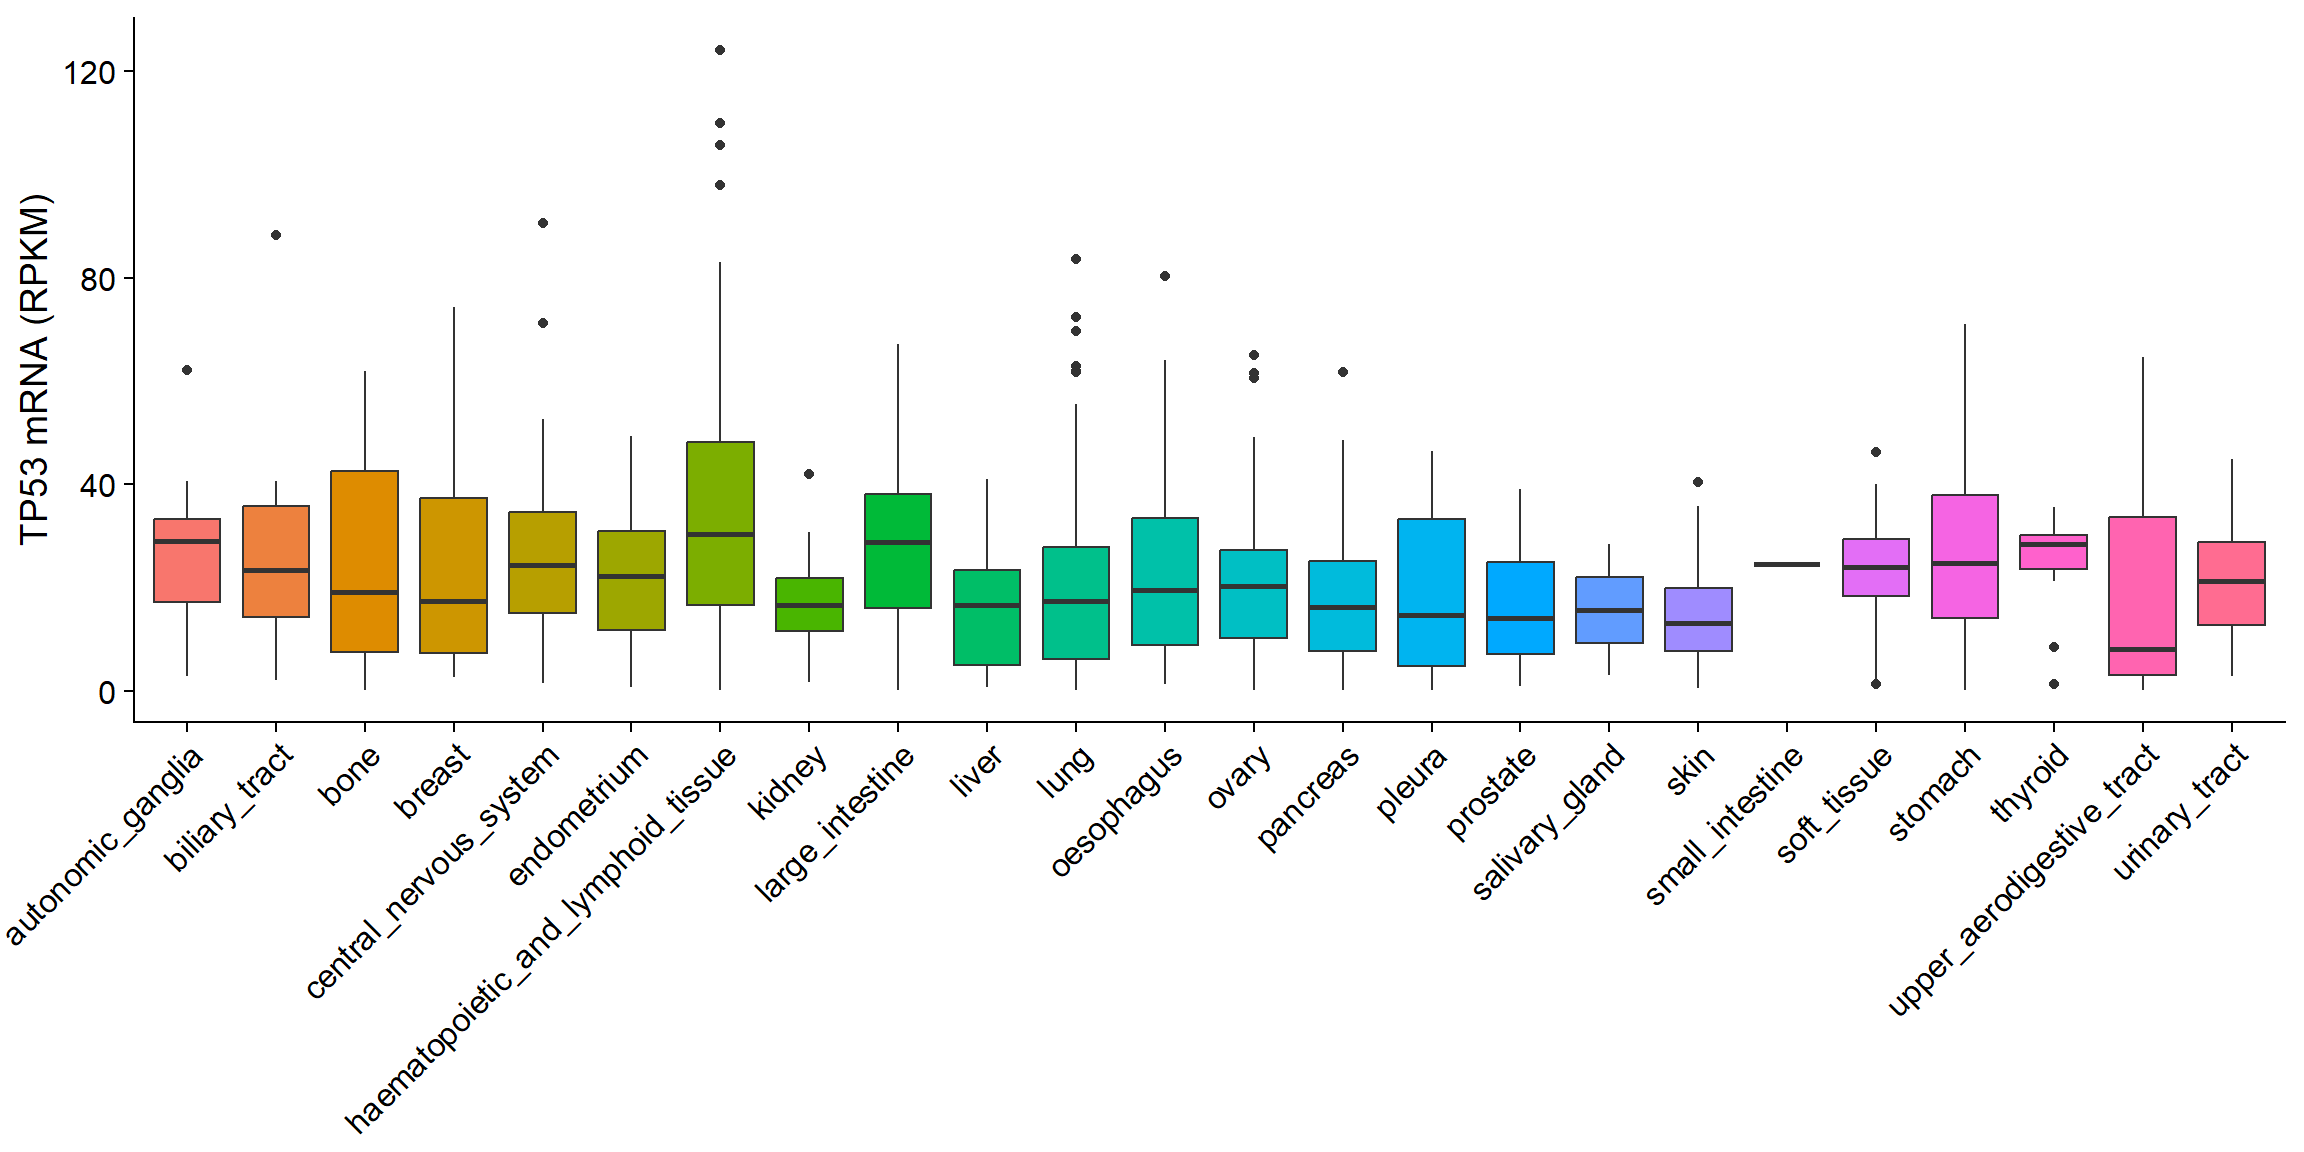 TP53 mRNA (RPKM)
120
80
40
0
autonomic_ganglia
biliary_tract
bone
breast
central_nervous_system
endometrium
haematopoietic_and_lymphoid_tissue
kidney
large_intestine
liver
lung
oesophagus
ovary
pancreas
pleura
prostate
salivary_gland
skin
small_intestine
soft_tissue
stomach
thyroid
upper_aerodigestive_tract
urinary_tract